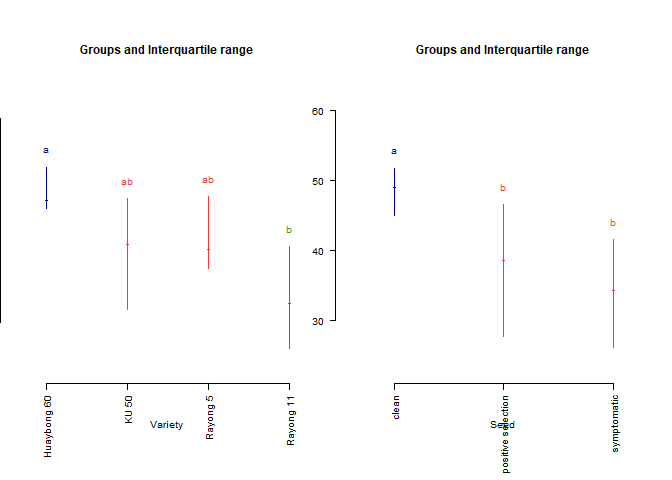 Groups and Interquartile range
Groups and Interquartile range
a
ab
ab
b
Huaybong 60
KU 50
Rayong 5
Rayong 11
Variety
60
50
40
30
a
b
b
clean
positive selection
symptomatic
Seed